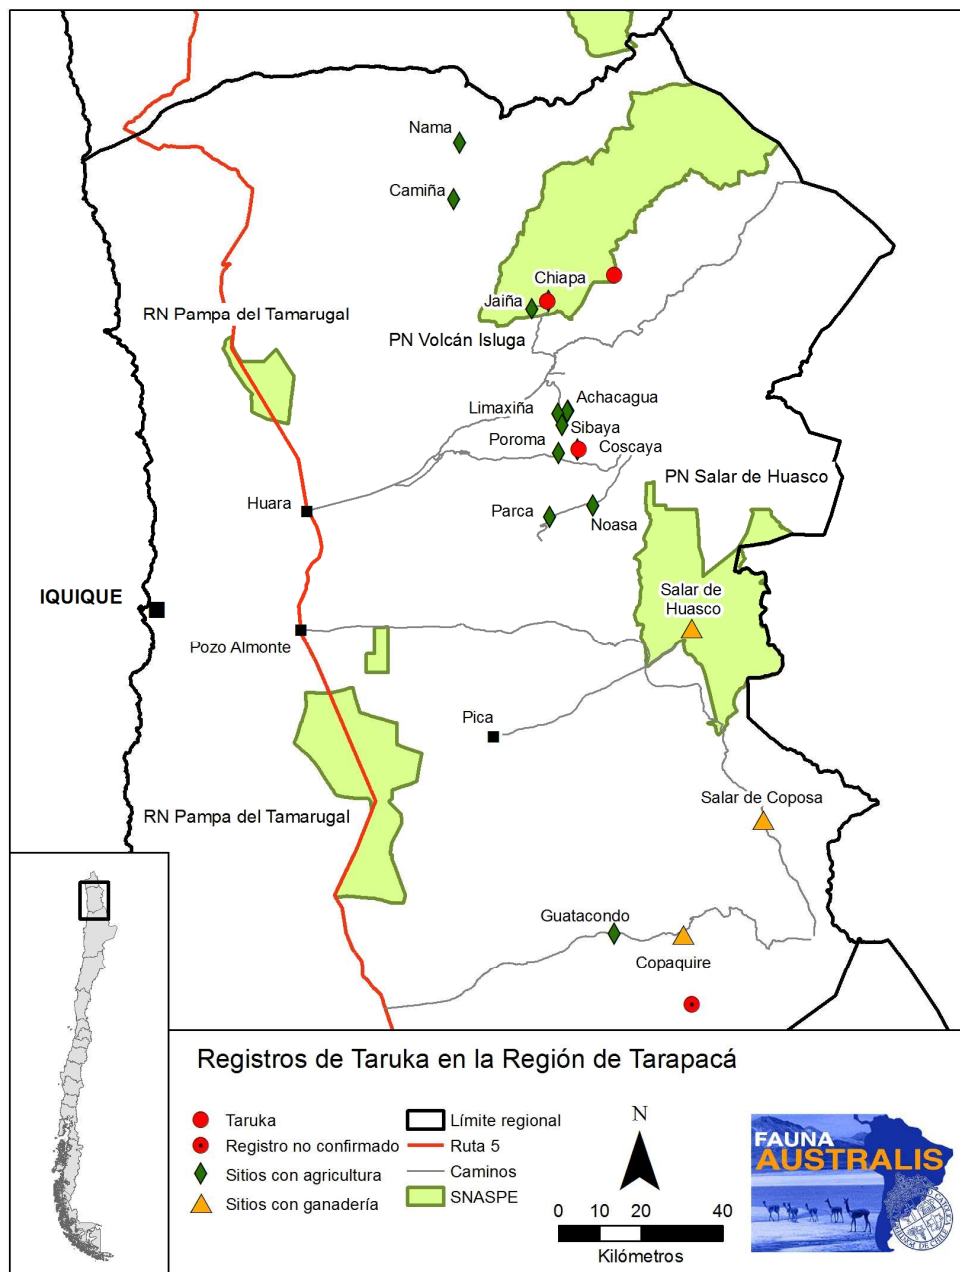 Nama
Camiña
Chiapa
Jaiña
RN Pampa del Tamarugal
PN Volcán Isluga
Achacagua
Limaxiña
Sibaya
Poroma
Coscaya
PN Salar de Huasco
Huara
Parca
Noasa
IQUIQUE
Salar de
Huasco
Pozo Almonte
Pica
Salar de Coposa
RN Pampa del Tamarugal
Guatacondo
Copaquire
Registros de Taruka en la Región de Tarapacá
Taruka
Registro no confirmado
Sitios con agricultura
Sitios con ganadería
Límite regional
Ruta 5
Caminos
SNASPE
N
0 10 20 40
Kilómetros
FAUNA
AUSTRALIS